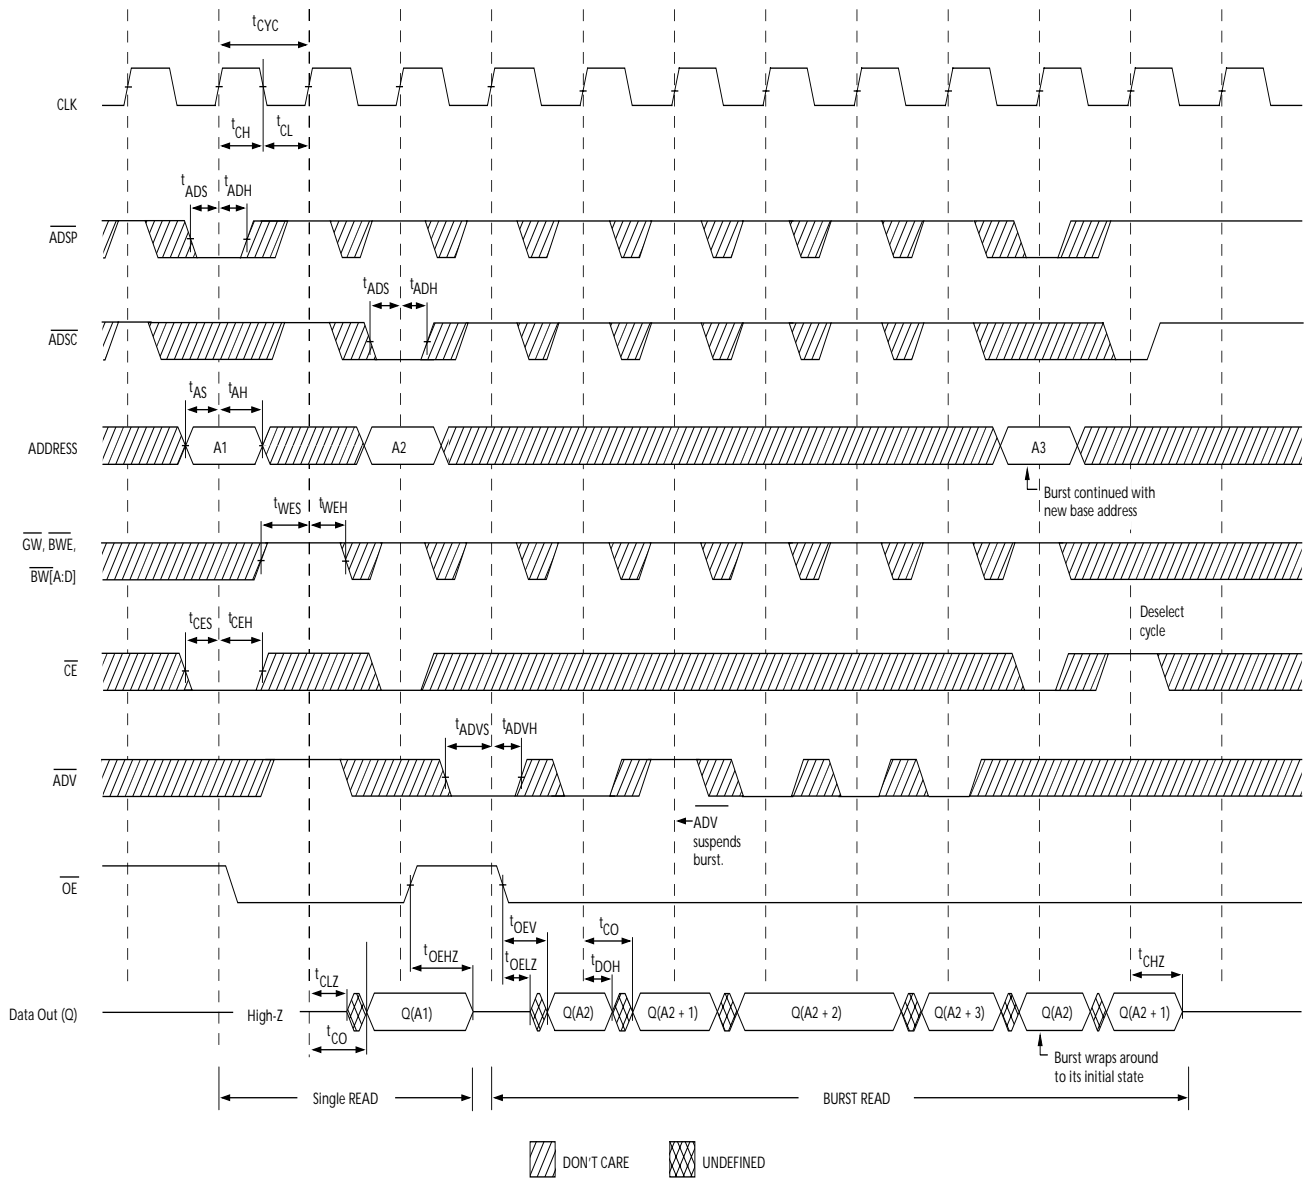 tCYC
CLK
tCH
tCL
tADS
tADH
ADSP
tADS
tADH
ADSC
tAS
tAH
ADDRESS
A1
A2
A3
Burst continued with
new base address
tWES
tWEH
GW, BWE,
BW[A:D]
Deselect
cycle
tCES
tCEH
CE
tADVS
tADVH
ADV
ADV
suspends
burst.
OE
tOEV
tCO
tOEHZ
tOELZ
tDOH
tCHZ
tCLZ
Data Out (Q)
High-Z
Q(A1)
Q(A2)
Q(A2 + 1)
Q(A2 + 2)
Q(A2 + 3)
Q(A2)
Q(A2 + 1)
tCO
Burst wraps around
to its initial state
Single READ
BURST READ
DON'T CARE
UNDEFINED